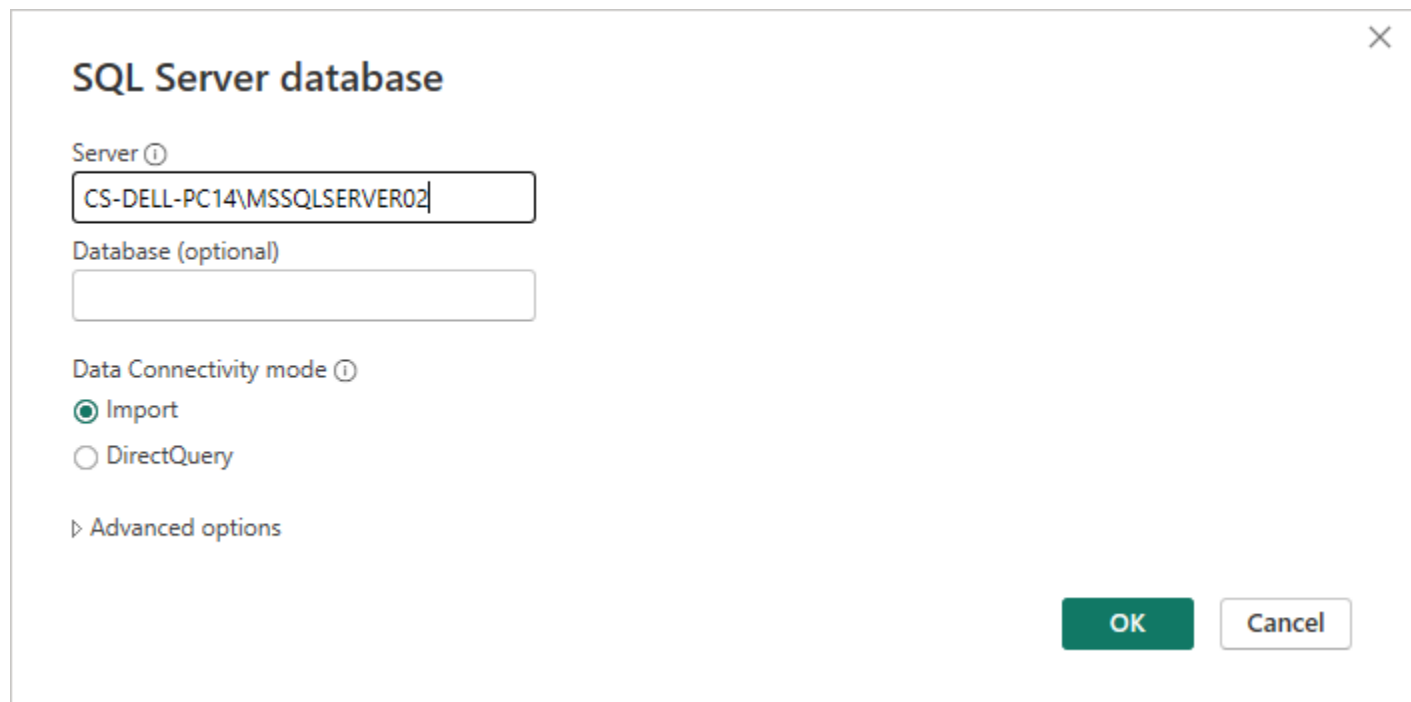 SQL Server database
Server
CS-DELL-PC14\MSSQLSERVER02
Database (optional)
Data Connectivity mode
Import
DirectQuery
Advanced options
OK Cancel